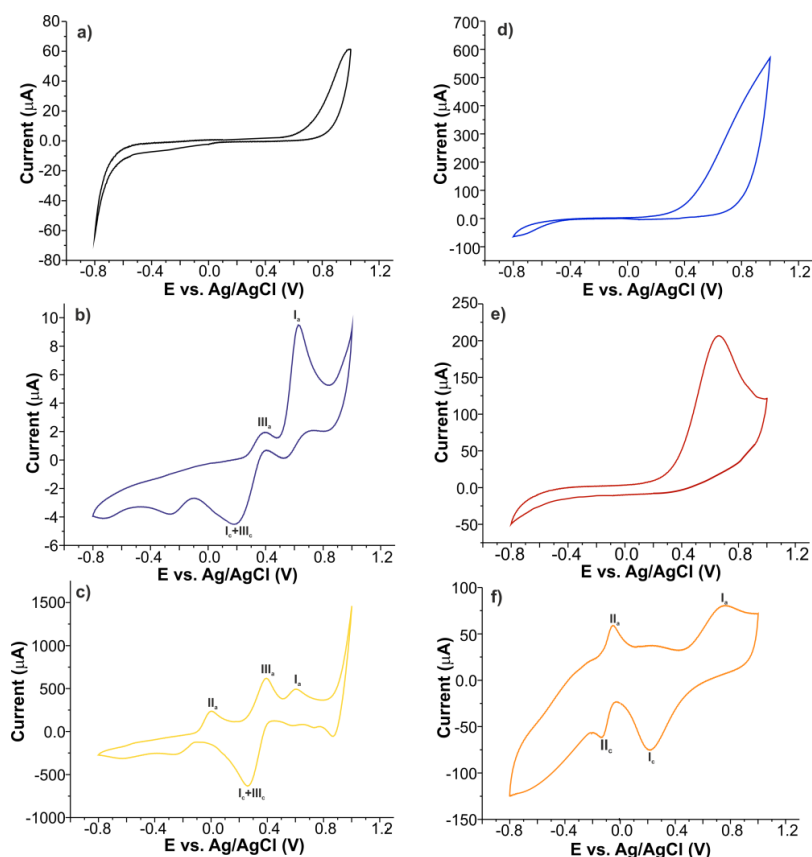 a)
80
60
40
20
0.0
-20
-40
-60
-80
Current (μA)
-0.8 -0.4 0.0 0.4 0.8 1.2
E vs. Ag/AgCl (V)
d)
700
600
500
400
300
200
100
0.0
-100
Current (μA)
-0.8 -0.4 0.0 0.4 0.8 1.2
E vs. Ag/AgCl (V)
b)
10
8
6
4
2
0
-2
-4
-6
Current (μA)
Ia
IIIa
Ic+IIIc
-0.8 -0.4 0.0 0.4 0.8 1.2
E vs. Ag/AgCl (V)
e)
250
200
150
100
50
0.0
-50
Current (μA)
-0.8 -0.4 0.0 0.4 0.8 1.2
E vs. Ag/AgCl (V)
c)
1500
1000
500
0.0
-500
-1000
Current (μA)
IIa
IIIa
Ia
Ic+IIIc
-0.8 -0.4 0.0 0.4 0.8 1.2
E vs. Ag/AgCl (V)
f)
100
50
0.0
-50
-100
-150
Current (μA)
IIa
Ia
IIc
Ic
-0.8 -0.4 0.0 0.4 0.8 1.2
E vs. Ag/AgCl (V)